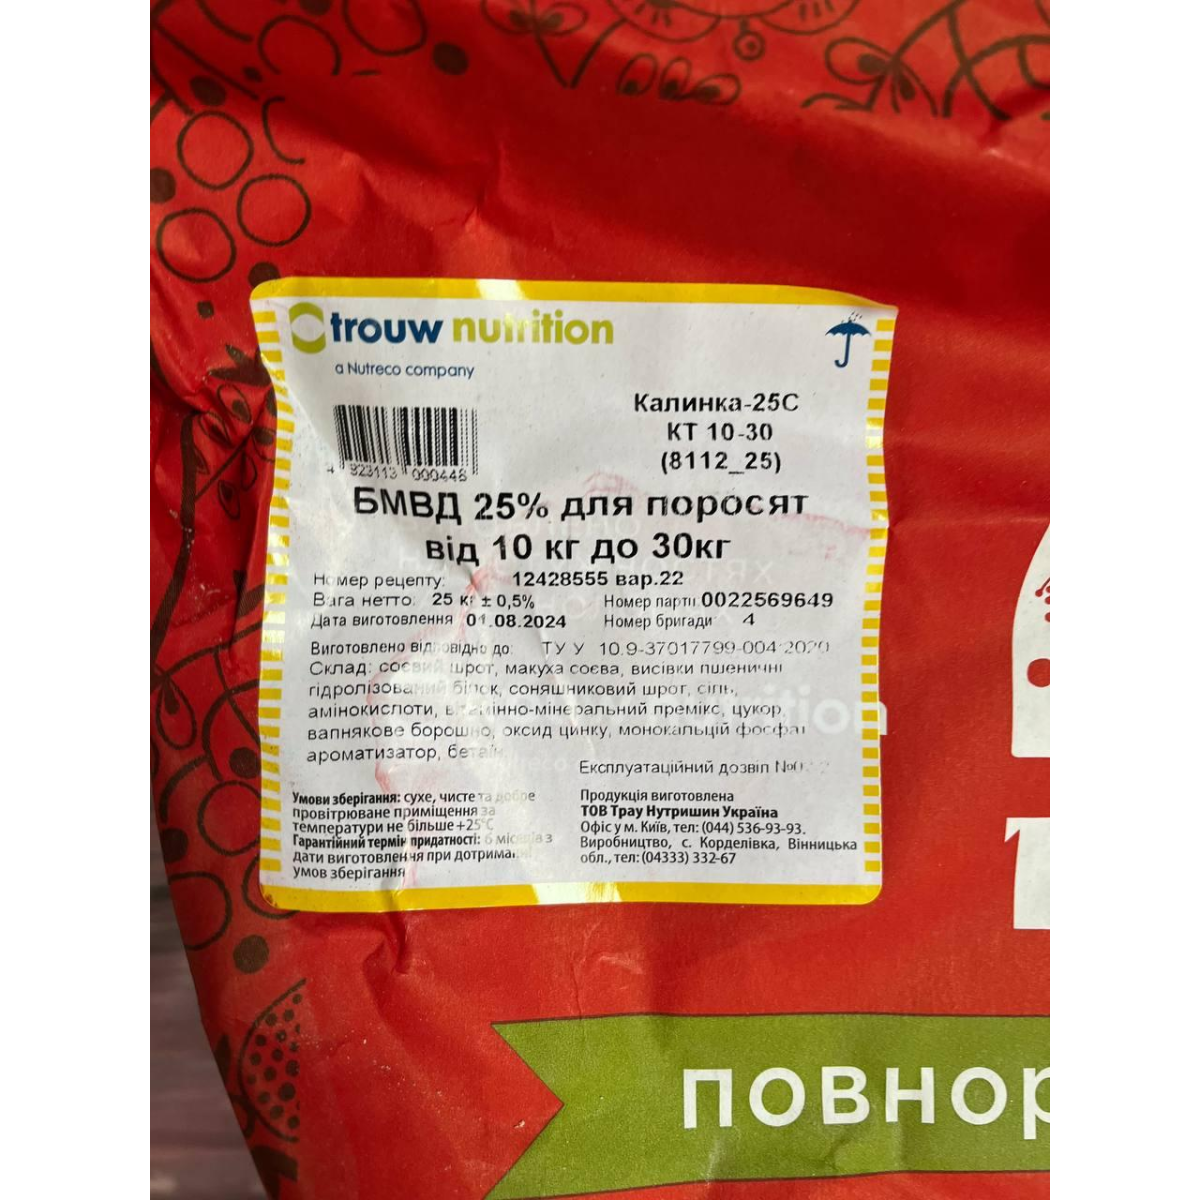 trouw nutrition
a Nutreco company
Калинка-25С
КТ 10-30
(8112_25)
4 823113 000446
БМВД 25% для поросят
від 10 кг до 30кг
Номер рецепту: 12428555 вар.22
Вага нетто: 25 кг ± 0,5% Номер партії 0022569649
Дата виготовлення 01.08.2024 Номер бригади 4
Виготовлено відповідно до: ТУ У 10.9-37017799-004:2020
Склад: соєвий шрот, макуха соєва, висівки пшеничні
гідролізований білок, соняшниковий шрот, сіль,
амінокислоти, вітамінно-мінеральний премікс, цукор,
вапнякове борошно, оксид цинку, монокальцій фосфат
ароматизатор, бетаїн
Експлуатаційний дозвіл
Умови зберігання: сухе, чисте та добре
провітрюване приміщення за
температури не більше +25°С
Гарантійний термін придатності: 6 місяців з
дати виготовлення при дотриманні
умов зберігання
Продукція виготовлена
ТОВ Трау Нутришин Україна
Офіс у м. Київ, тел: (044) 536-93-93.
Виробництво, с. Корделівка, Вінницька
обл., тел: (04333) 332-67
ПОВНОР